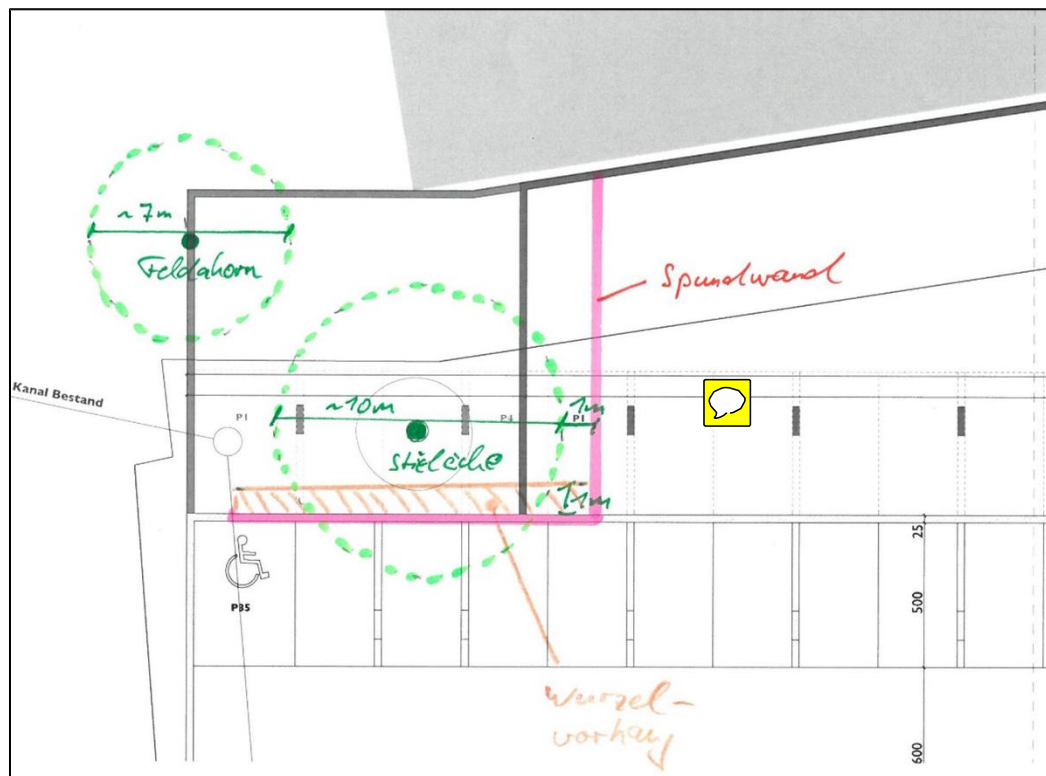 ~7m
Feldahorn
Spundwand
Kanal Bestand
P1
~10m
P4
1m
P1
Stieleiche
1m
25
P35
500
Wurzel-
vorhang
600